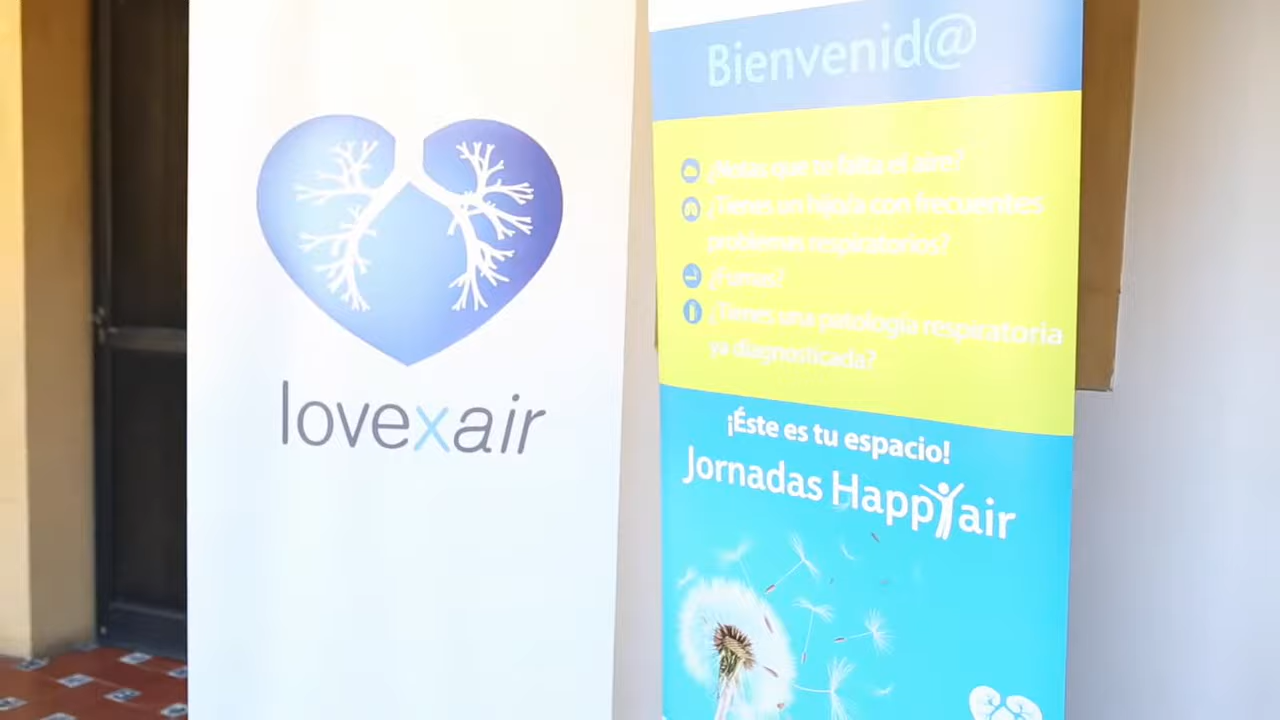 lovexair
Bienvenid@
¿Notas que te falta el aire?
¿Tienes un hijo/a con frecuentes
problemas respiratorios?
¿Fumas?
¿Tienes una patología respiratoria
ya diagnosticada?
¡Éste es tu espacio!
Jornadas Happyair